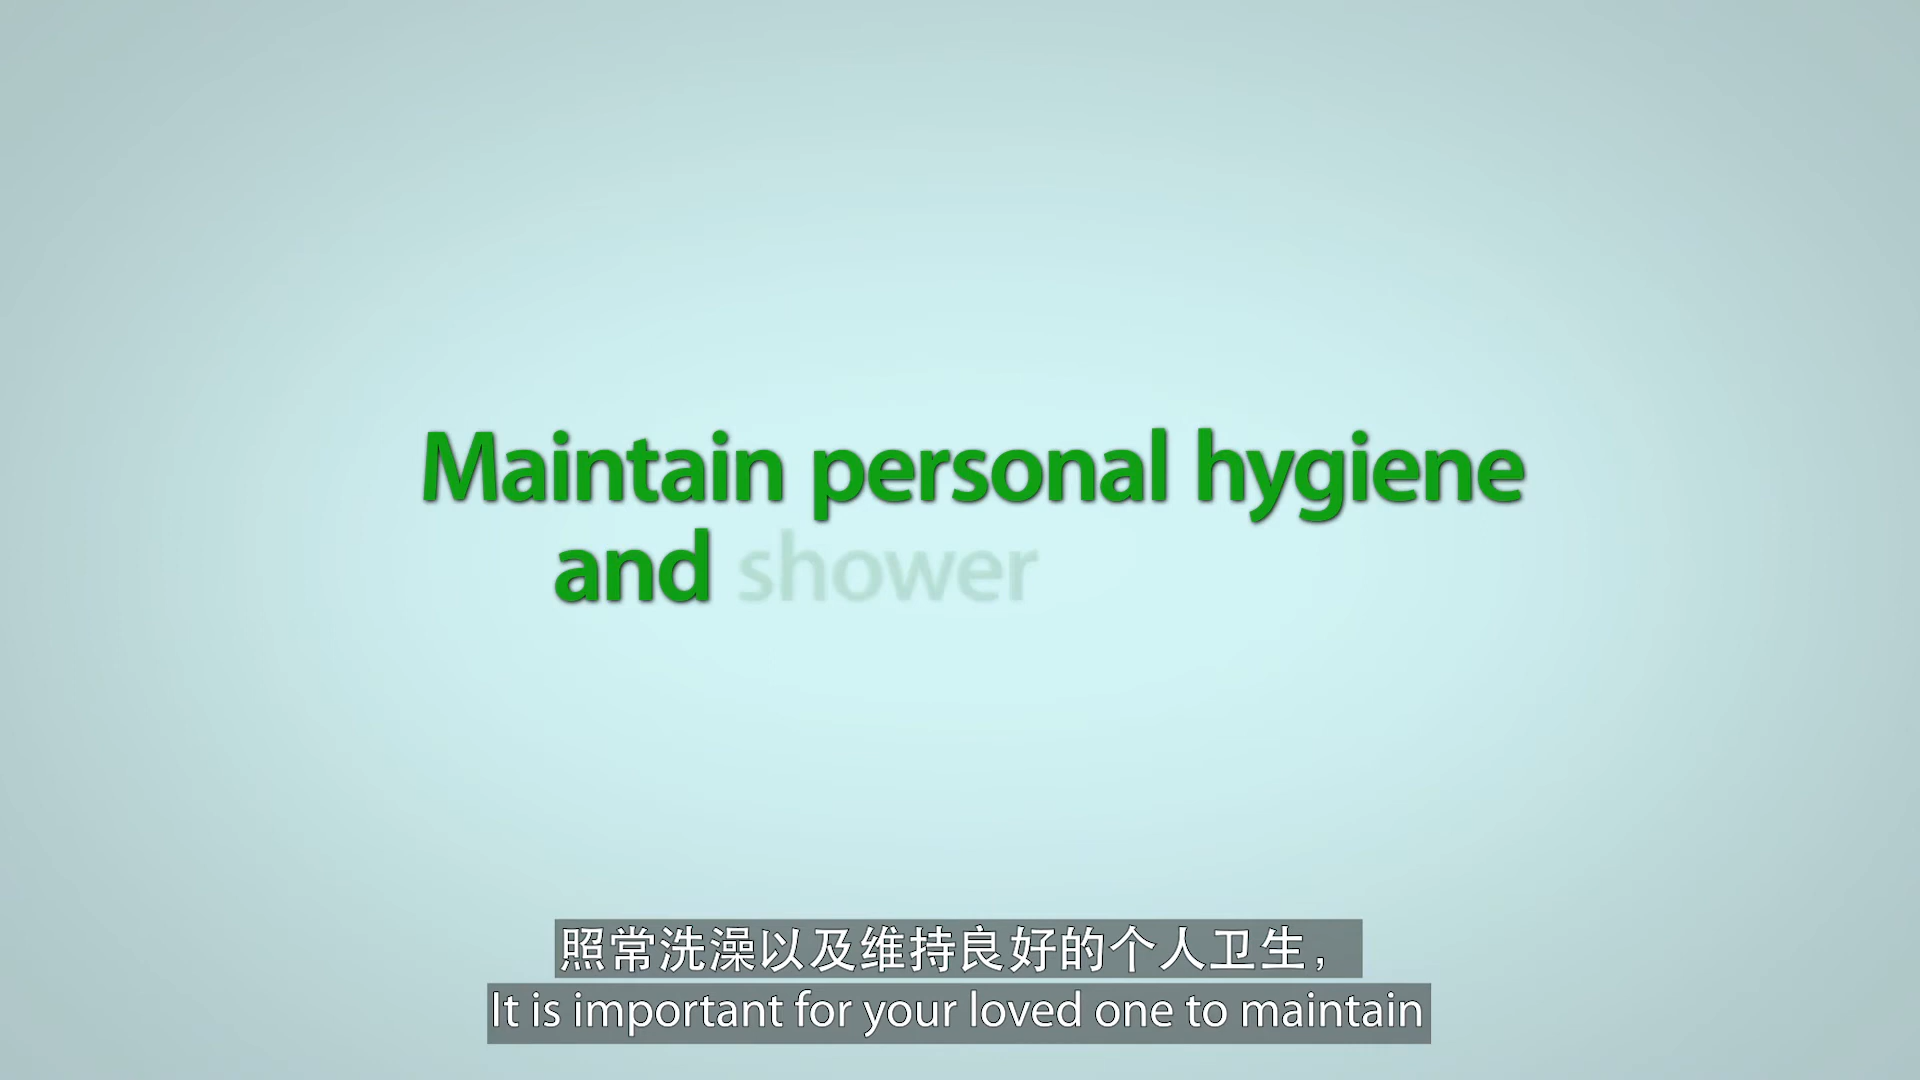 Maintain personal hygiene
and shower
照常洗澡以及维持良好的个人卫生，
It is important for your loved one to maintain